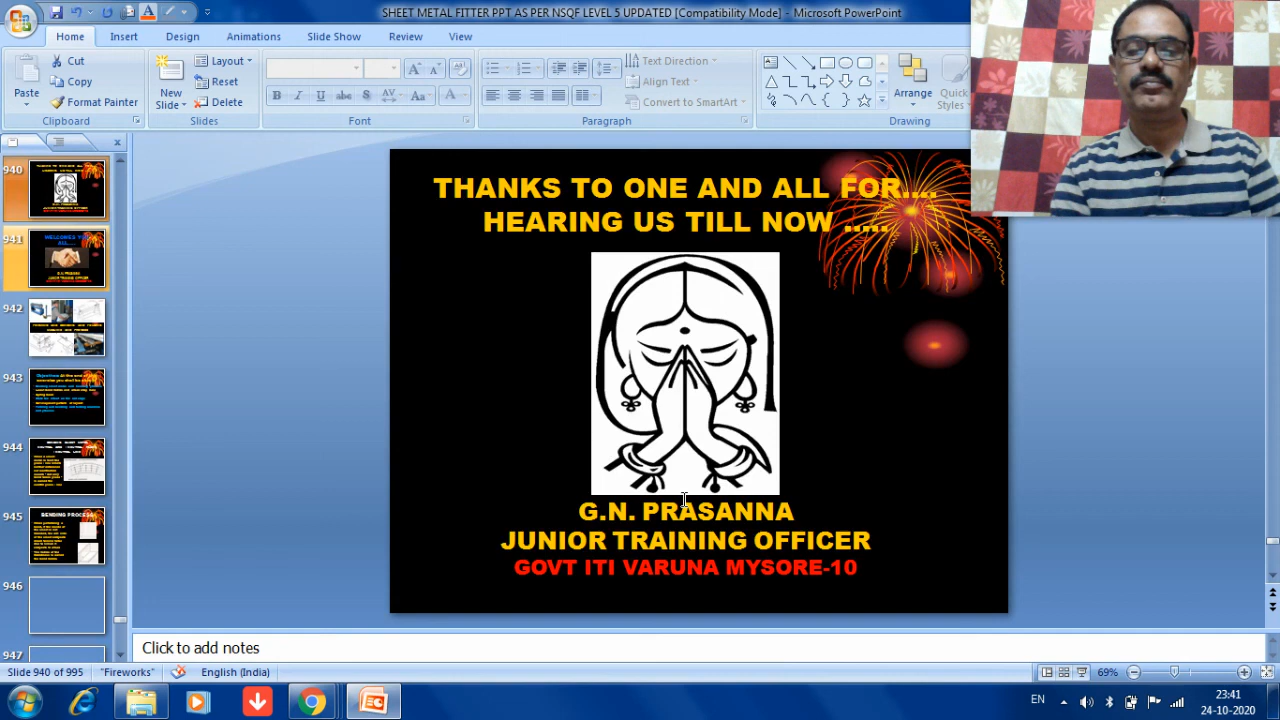 SHEET METAL FITTER PPT AS PER NSQF LEVEL 5 UPDATED [Compatibility Mode] - Microsoft PowerPoint
Home Insert Design Animations Slide Show Review View
Cut
Copy
Format Painter
Paste
Clipboard
New Slide
Layout
Reset
Delete
Slides
Font
Text Direction
Align Text
Convert to SmartArt
Paragraph
Arrange
Quick Styles
Drawing
940
941
942
943
944
BENDING PROCESS
945
946
947
THANKS TO ONE AND ALL FOR....
HEARING US TILL NOW .....
G.N. PRASANNA
JUNIOR TRAINING OFFICER
GOVT ITI VARUNA MYSORE-10
Click to add notes
Slide 940 of 995 "Fireworks" English (India) 69%
EN 23:41
24-10-2020